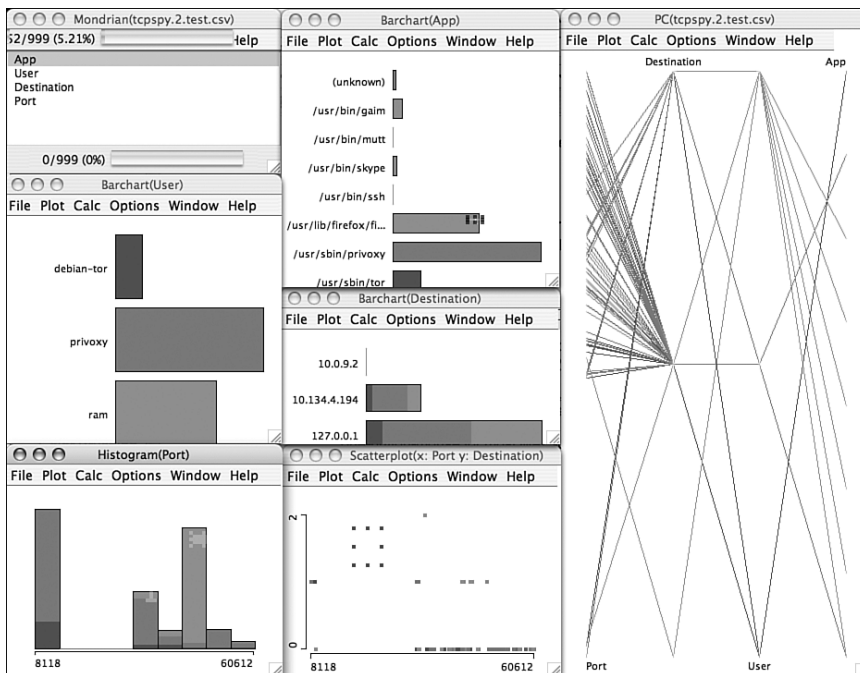 Mondrian(tcpspy.2.test.csv)
52/999 (5.21%) Help
App
User
Destination
Port
0/999 (0%)
Barchart(User)
File Plot Calc Options Window Help
debian-tor
privoxy
ram
Histogram(Port)
File Plot Calc Options Window Help
8118 60612
Barchart(App)
File Plot Calc Options Window Help
(unknown)
/usr/bin/gaim
/usr/bin/mutt
/usr/bin/skype
/usr/bin/ssh
/usr/lib/firefox/fi...
/usr/sbin/privoxy
/usr/sbin/tor
Barchart(Destination)
File Plot Calc Options Window Help
10.0.9.2
10.134.4.194
127.0.0.1
Scatterplot(x: Port y: Destination)
File Plot Calc Options Window Help
2
0
8118 60612
PC(tcpspy.2.test.csv)
File Plot Calc Options Window Help
Destination App
Port User